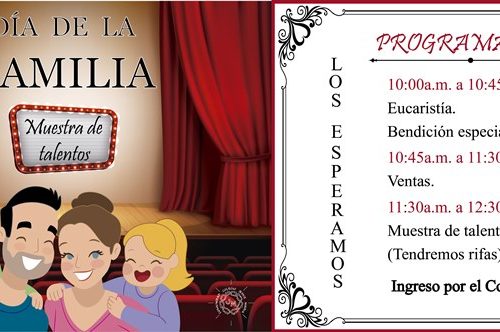 DÍA DE LA
AMILIA
Muestra de
talentos
LOS ESPERAMOS
PROGRAMA
10:00a.m. a 10:45
Eucaristía.
Bendición especia
10:45a.m. a 11:30
Ventas.
11:30a.m. a 12:30
Muestra de talent
(Tendremos rifas)
Ingreso por el Co